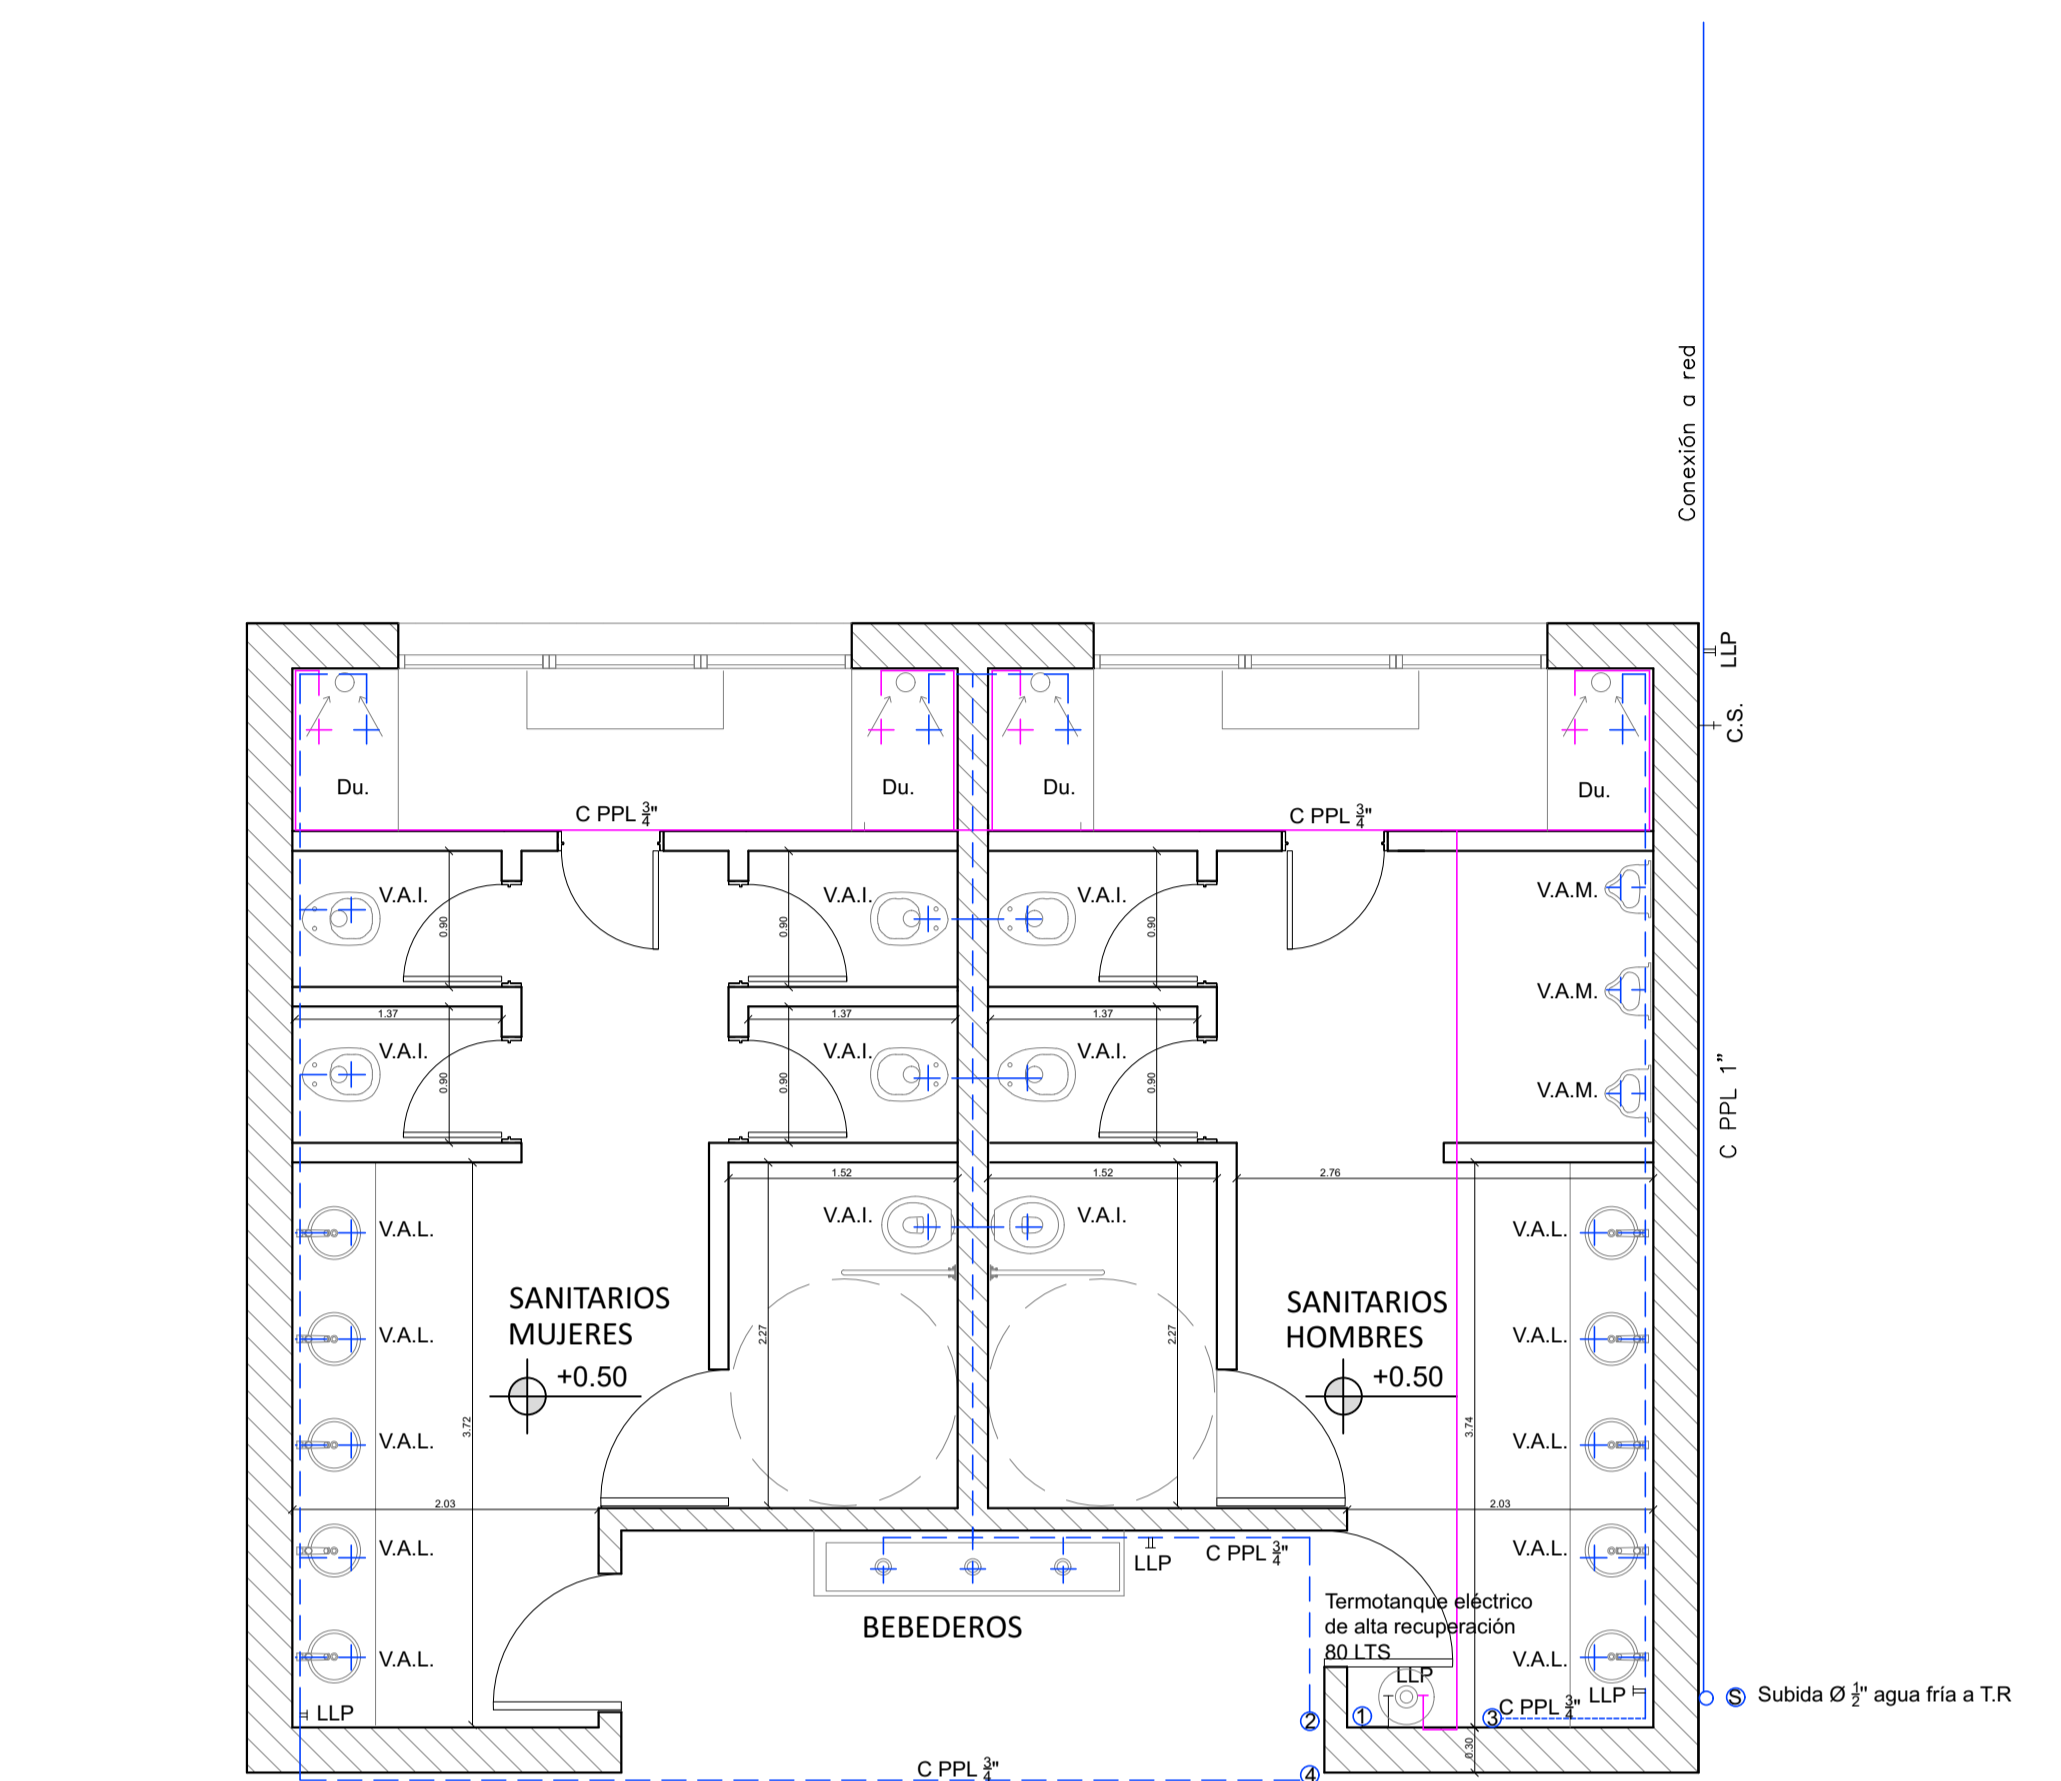 Conexión a red
LLP
C.S.
Du.
Du.
Du.
Du.
C PPL 3/4"
C PPL 3/4"
V.A.I.
V.A.I.
V.A.I.
V.A.M.
0.90
0.90
0.90
V.A.M.
1.37
1.37
1.37
V.A.I.
V.A.I.
V.A.I.
V.A.M.
0.90
0.90
0.90
C PPL 1”
1.52
1.52
2.76
V.A.L.
V.A.I.
V.A.I.
V.A.L.
SANITARIOS
MUJERES
+0.50
SANITARIOS
HOMBRES
+0.50
V.A.L.
2.27
2.27
V.A.L.
V.A.L.
3.72
3.74
V.A.L.
2.03
2.03
V.A.L.
LLP
C PPL 3/4"
V.A.L.
BEBEDEROS
Termotanque eléctrico
de alta recuperación
80 LTS
V.A.L.
V.A.L.
LLP
LLP
2
1
3
C PPL 3/4"
LLP
S
Subida Ø 1/2" agua fría a T.R
0.30
C PPL 3/4"
4